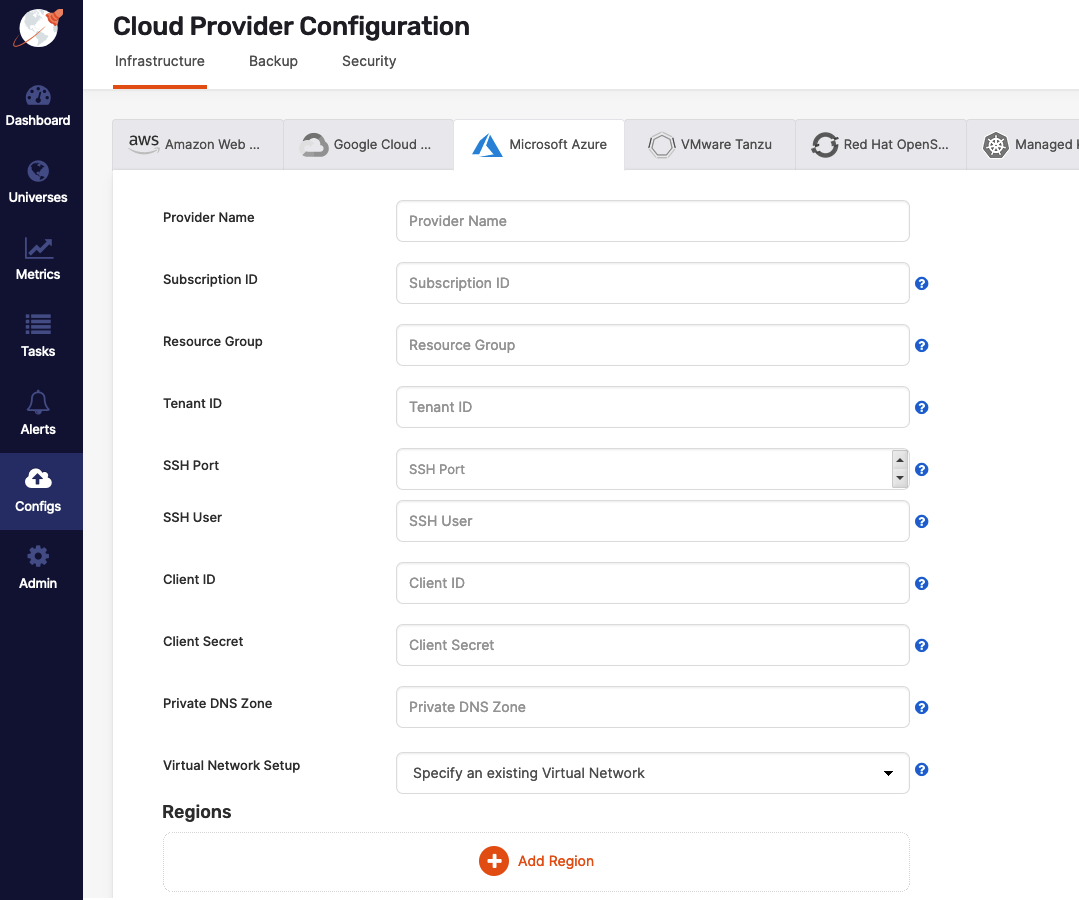 Cloud Provider Configuration
Infrastructure Backup Security
Dashboard
Universes
Metrics
Tasks
Alerts
Configs
Admin
aws Amazon Web ...
Google Cloud ...
Microsoft Azure
VMware Tanzu
Red Hat OpenS...
Managed
Provider Name Provider Name
Subscription ID Subscription ID
Resource Group Resource Group
Tenant ID Tenant ID
SSH Port SSH Port
SSH User SSH User
Client ID Client ID
Client Secret Client Secret
Private DNS Zone Private DNS Zone
Virtual Network Setup Specify an existing Virtual Network
Regions
Add Region